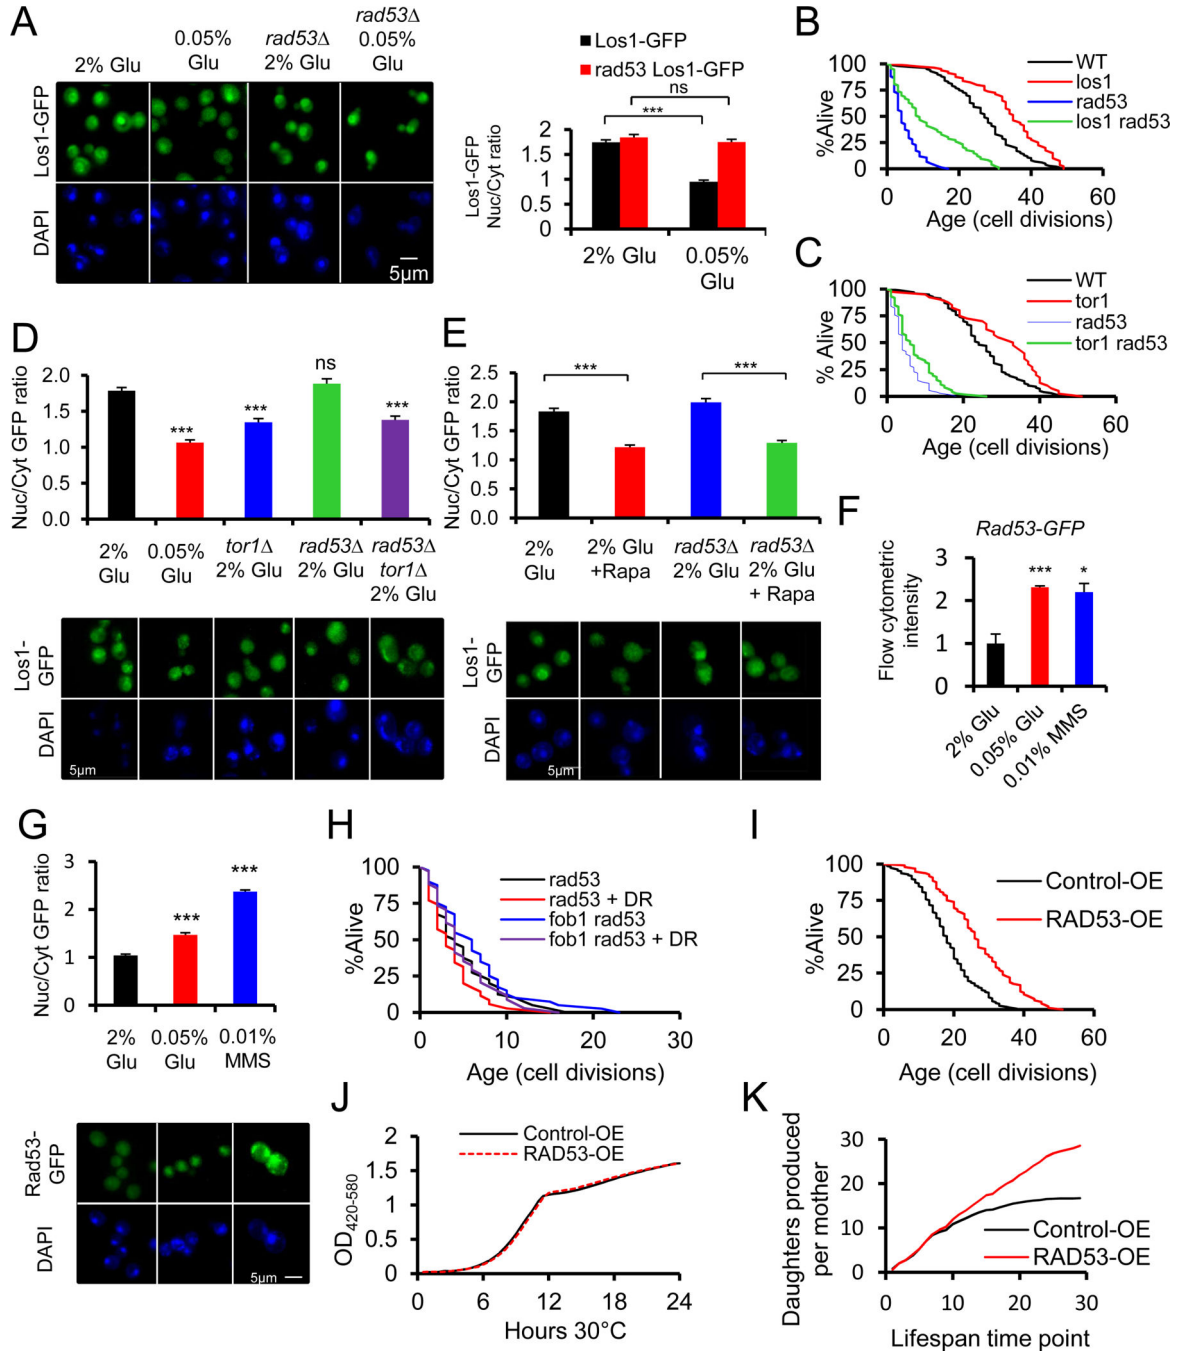 A
2% Glu
0.05%
Glu
rad53Δ
2% Glu
rad53Δ
0.05%
Glu
Los1-GFP
DAPI
5µm
Los1-GFP
rad53 Los1-GFP
ns
***
Los1-GFP
Nuc/Cyt ratio
2
1.5
1
0.5
0
2% Glu
0.05%
Glu
B
%Alive
100
75
50
25
0
0
20
40
60
Age (cell divisions)
WT
los1
rad53
los1 rad53
C
% Alive
100
75
50
25
0
0
20
40
60
Age (cell divisions)
WT
tor1
rad53
tor1 rad53
D
Nuc/Cyt GFP ratio
2.0
1.5
1.0
0.5
0.0
***
***
ns
***
2%
Glu
0.05%
Glu
tor1Δ
2% Glu
rad53Δ
2% Glu
rad53Δ
tor1Δ
2% Glu
Los1-
GFP
DAPI
5µm
E
Nuc/Cyt GFP ratio
2.5
2.0
1.5
1.0
0.5
0.0
***
***
2%
Glu
2% Glu
+Rapa
rad53Δ
2% Glu
rad53Δ
2% Glu
+ Rapa
Los1-
GFP
DAPI
5µm
F
Rad53-GFP
Flow cytometric
intensity
3
2
1
0
***
*
2% Glu
0.05% Glu
0.01% MMS
G
Nuc/Cyt GFP ratio
3
2
1
0
***
***
2%
Glu
0.05%
Glu
0.01%
MMS
Rad53-
GFP
DAPI
5µm
H
%Alive
100
75
50
25
0
0
10
20
30
Age (cell divisions)
rad53
rad53 + DR
fob1 rad53
fob1 rad53 + DR
I
%Alive
100
75
50
25
0
0
20
40
60
Age (cell divisions)
Control-OE
RAD53-OE
J
OD420-580
2
1.5
1
0.5
0
0
6
12
18
24
Hours 30°C
Control-OE
RAD53-OE
K
Daughters produced
per mother
30
20
10
0
0
10
20
30
Lifespan time point
Control-OE
RAD53-OE